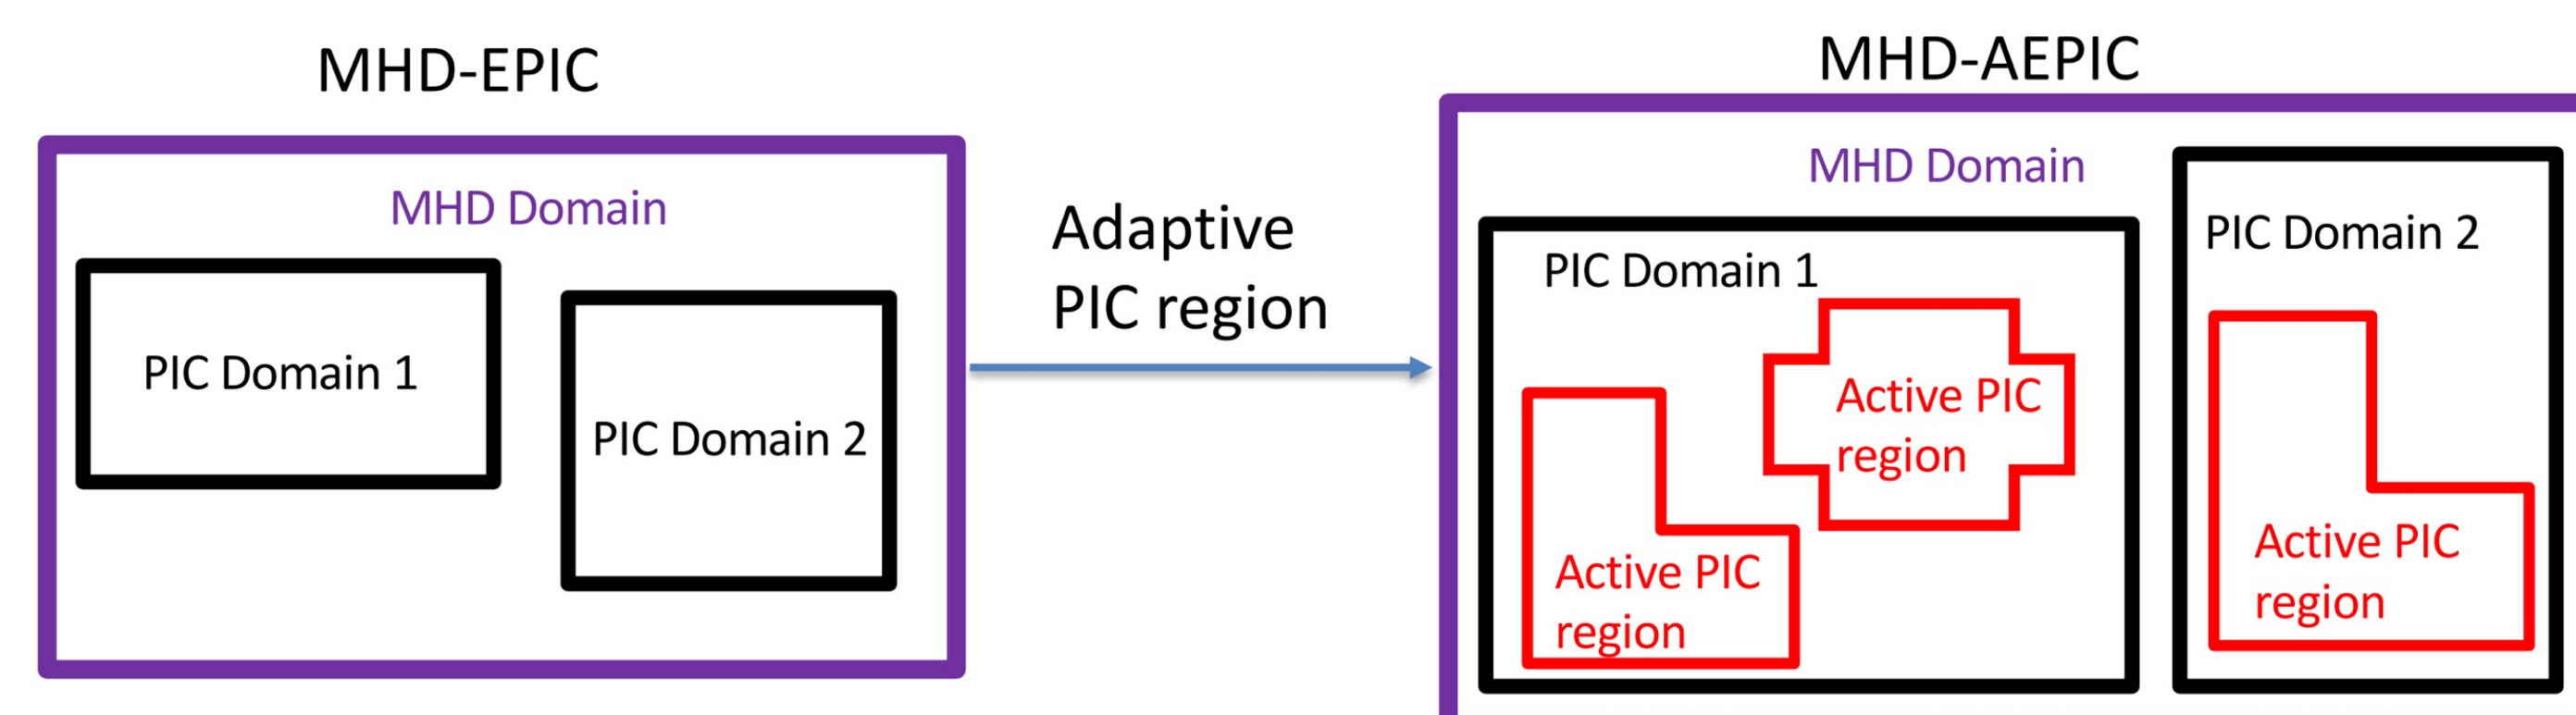 MHD-EPIC
MHD Domain
PIC Domain 1
PIC Domain 2
Adaptive
PIC region
MHD-AEPIC
MHD Domain
PIC Domain 1
Active PIC
region
Active PIC
region
PIC Domain 2
Active PIC
region